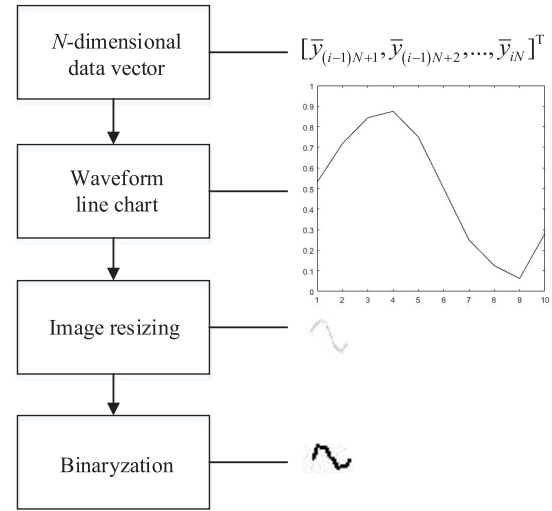 N-dimensional
data vector
[y̅(i−1)N+1, y̅(i−1)N+2, ..., y̅iN]T
Waveform
line chart
1
0.9
0.8
0.7
0.6
0.5
0.4
0.3
0.2
0.1
0
1 2 3 4 5 6 7 8 9 10
Image resizing
Binaryzation